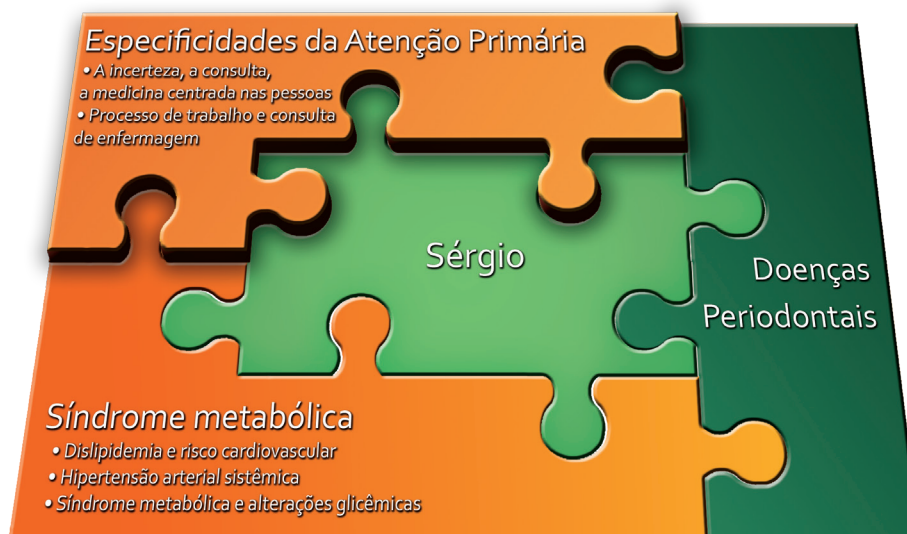 Especificidades da Atenção Primária
• A incerteza, a consulta,
a medicina centrada nas pessoas
• Processo de trabalho e consulta
de enfermagem
Sérgio
Doenças
Periodontais
Síndrome metabólica
• Dislipidemia e risco cardiovascular
• Hipertensão arterial sistêmica
• Síndrome metabólica e alterações glicêmicas